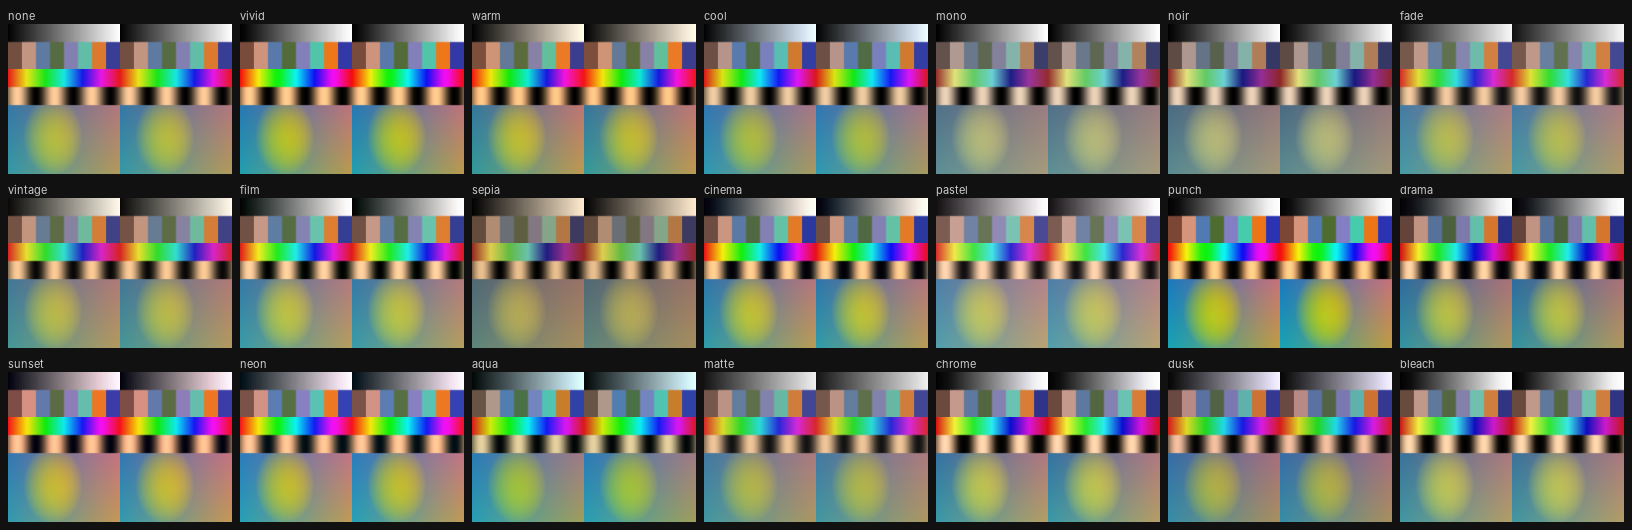 none vivid warm cool mono noir fade
vintage film sepia cinema pastel punch drama
sunset neon aqua matte chrome dusk bleach